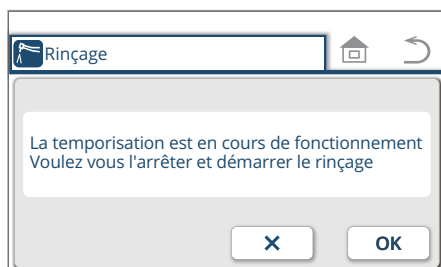 Rinçage
La temporisation est en cours de fonctionnement
Voulez vous l'arrêter et démarrer le rinçage
OK